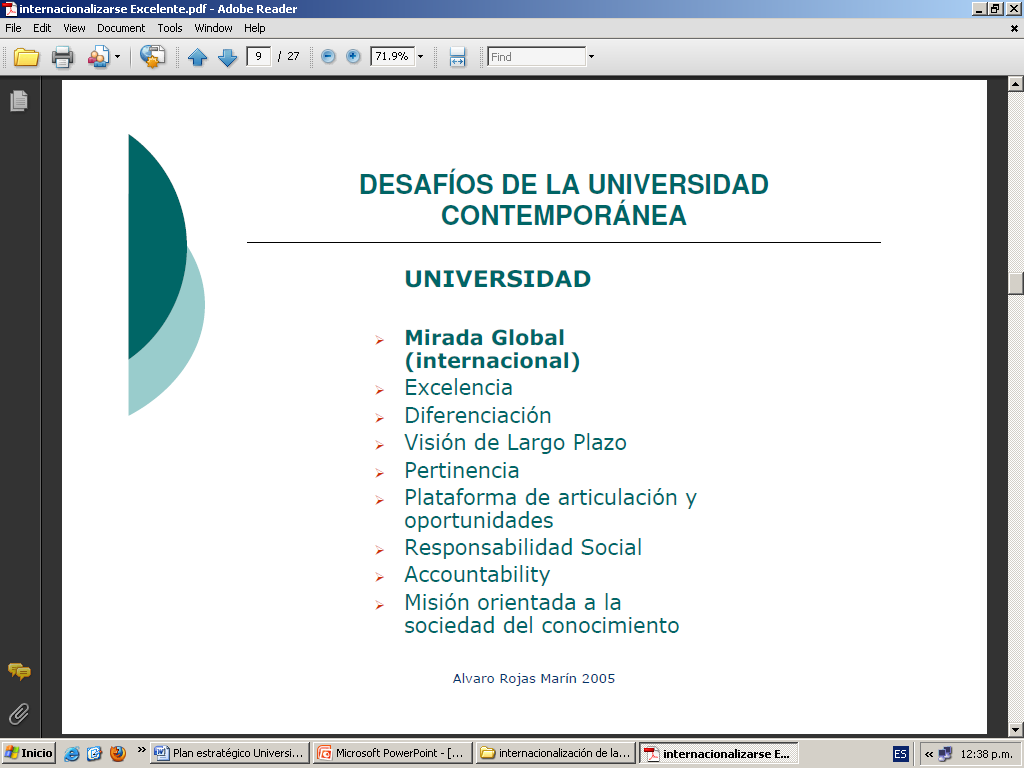 internacionalizarse Excelente.pdf - Adobe Reader
File Edit View Document Tools Window Help
9 / 27 71.9% Find
DESAFÍOS DE LA UNIVERSIDAD
CONTEMPORÁNEA
UNIVERSIDAD
Mirada Global
(internacional)
Excelencia
Diferenciación
Visión de Largo Plazo
Pertinencia
Plataforma de articulación y
oportunidades
Responsabilidad Social
Accountability
Misión orientada a la
sociedad del conocimiento
Alvaro Rojas Marín 2005
Inicio » Plan estratégico Universi... Microsoft PowerPoint - [... internacionalización de la... internacionalizarse E... ES « 12:38 p.m.